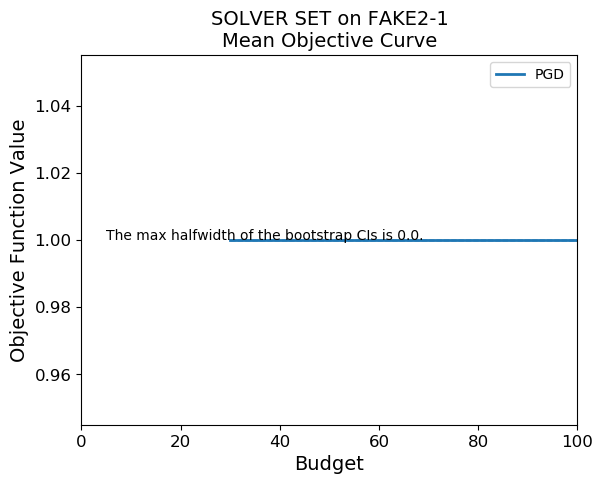 SOLVER SET on FAKE2-1
Mean Objective Curve
PGD
Objective Function Value
1.04
1.02
1.00
0.98
0.96
The max halfwidth of the bootstrap CIs is 0.0.
0
20
40
60
80
100
Budget